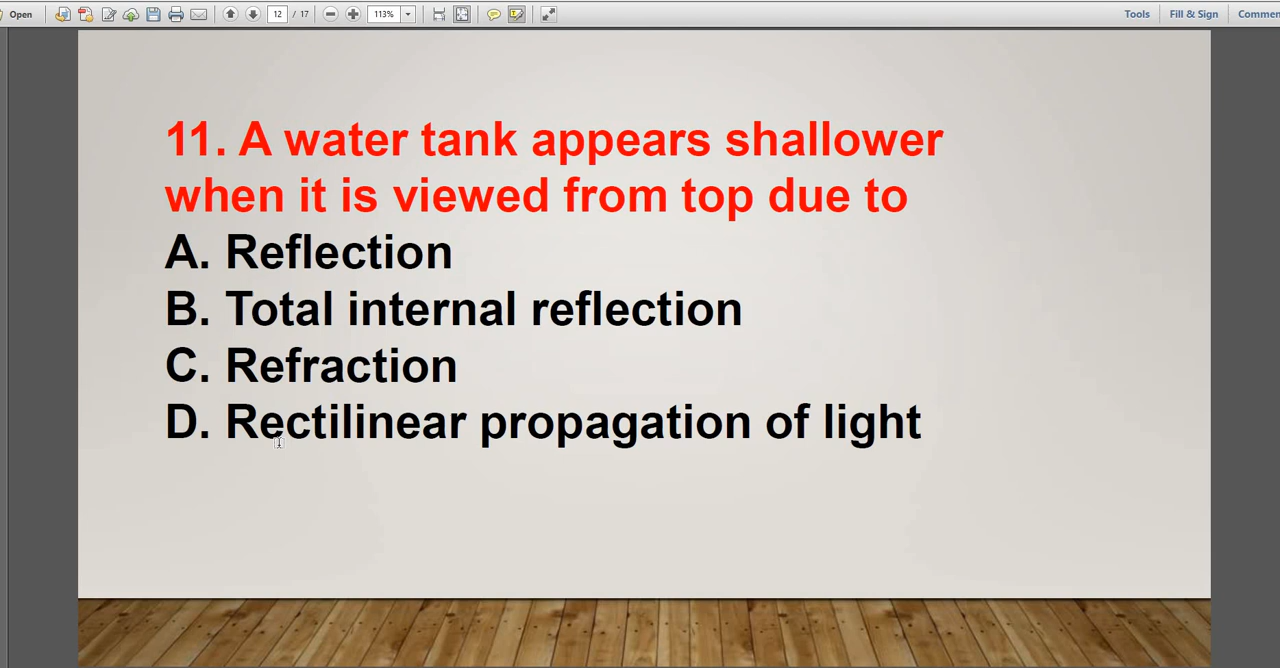 Open 12 / 17 113% Tools Fill & Sign Commen
11. A water tank appears shallower
when it is viewed from top due to
A. Reflection
B. Total internal reflection
C. Refraction
D. Rectilinear propagation of light